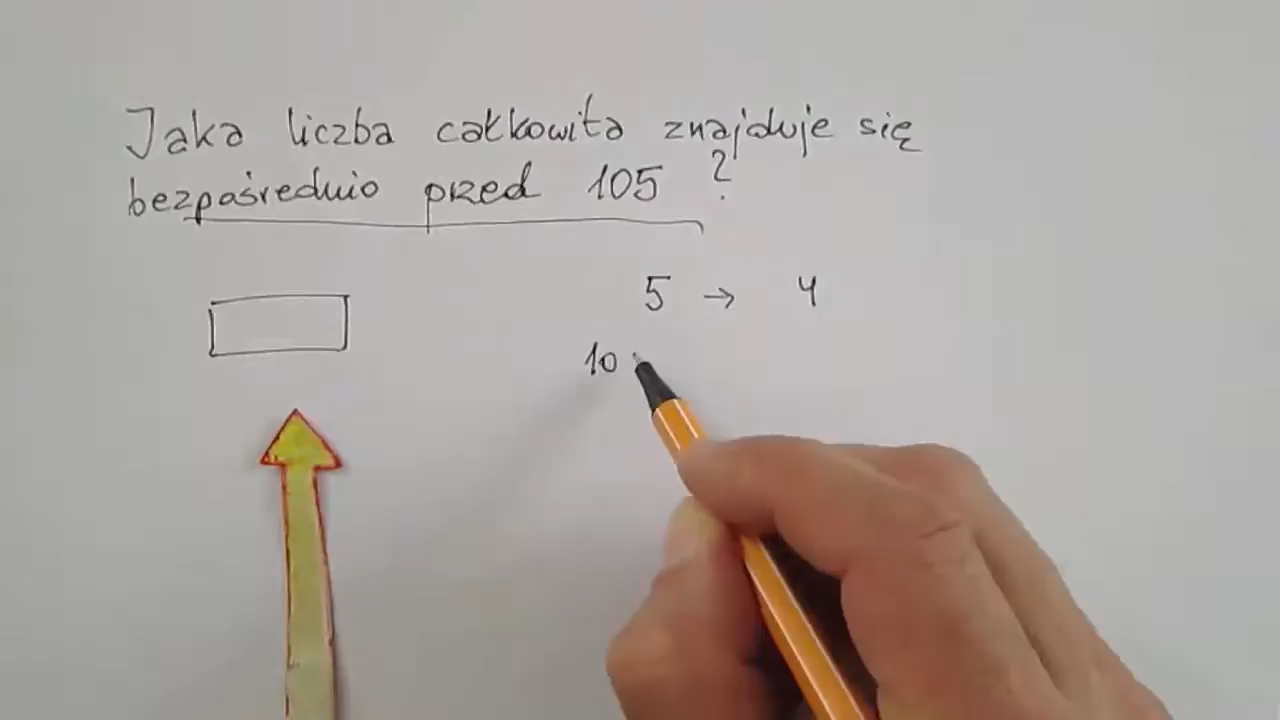 Jaka liczba całkowita znajduje się
bezpośrednio przed 105 ?
5 → 4
10